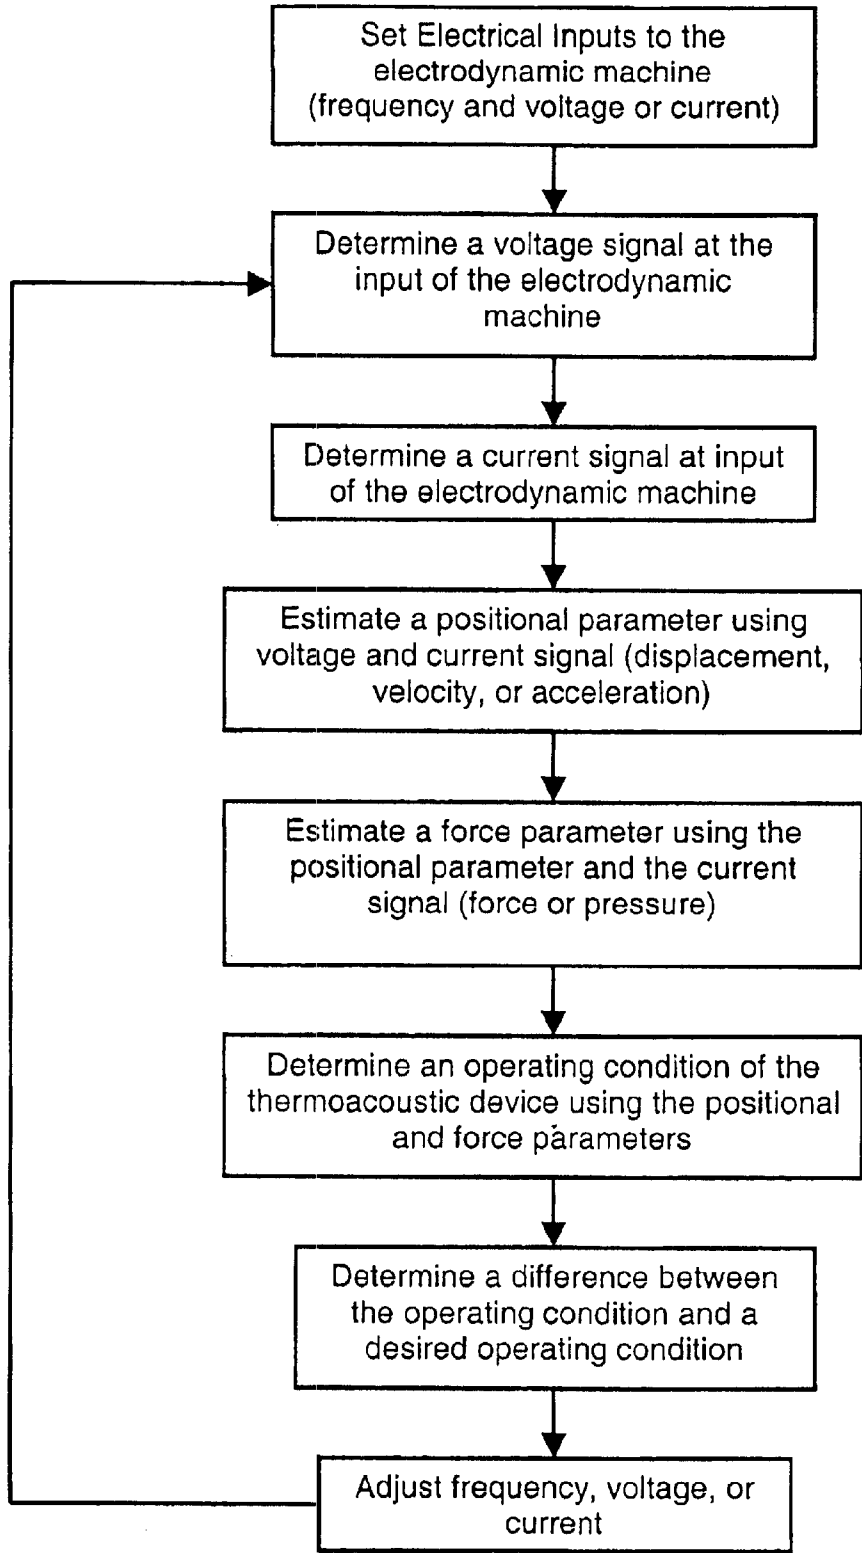 Set Electrical Inputs to the
electrodynamic machine
(frequency and voltage or current)
Determine a voltage signal at the
input of the electrodynamic
machine
Determine a current signal at input
of the electrodynamic machine
Estimate a positional parameter using
voltage and current signal (displacement,
velocity, or acceleration)
Estimate a force parameter using the
positional parameter and the current
signal (force or pressure)
Determine an operating condition of the
thermoacoustic device using the positional
and force parameters
Determine a difference between
the operating condition and a
desired operating condition
Adjust frequency, voltage, or
current